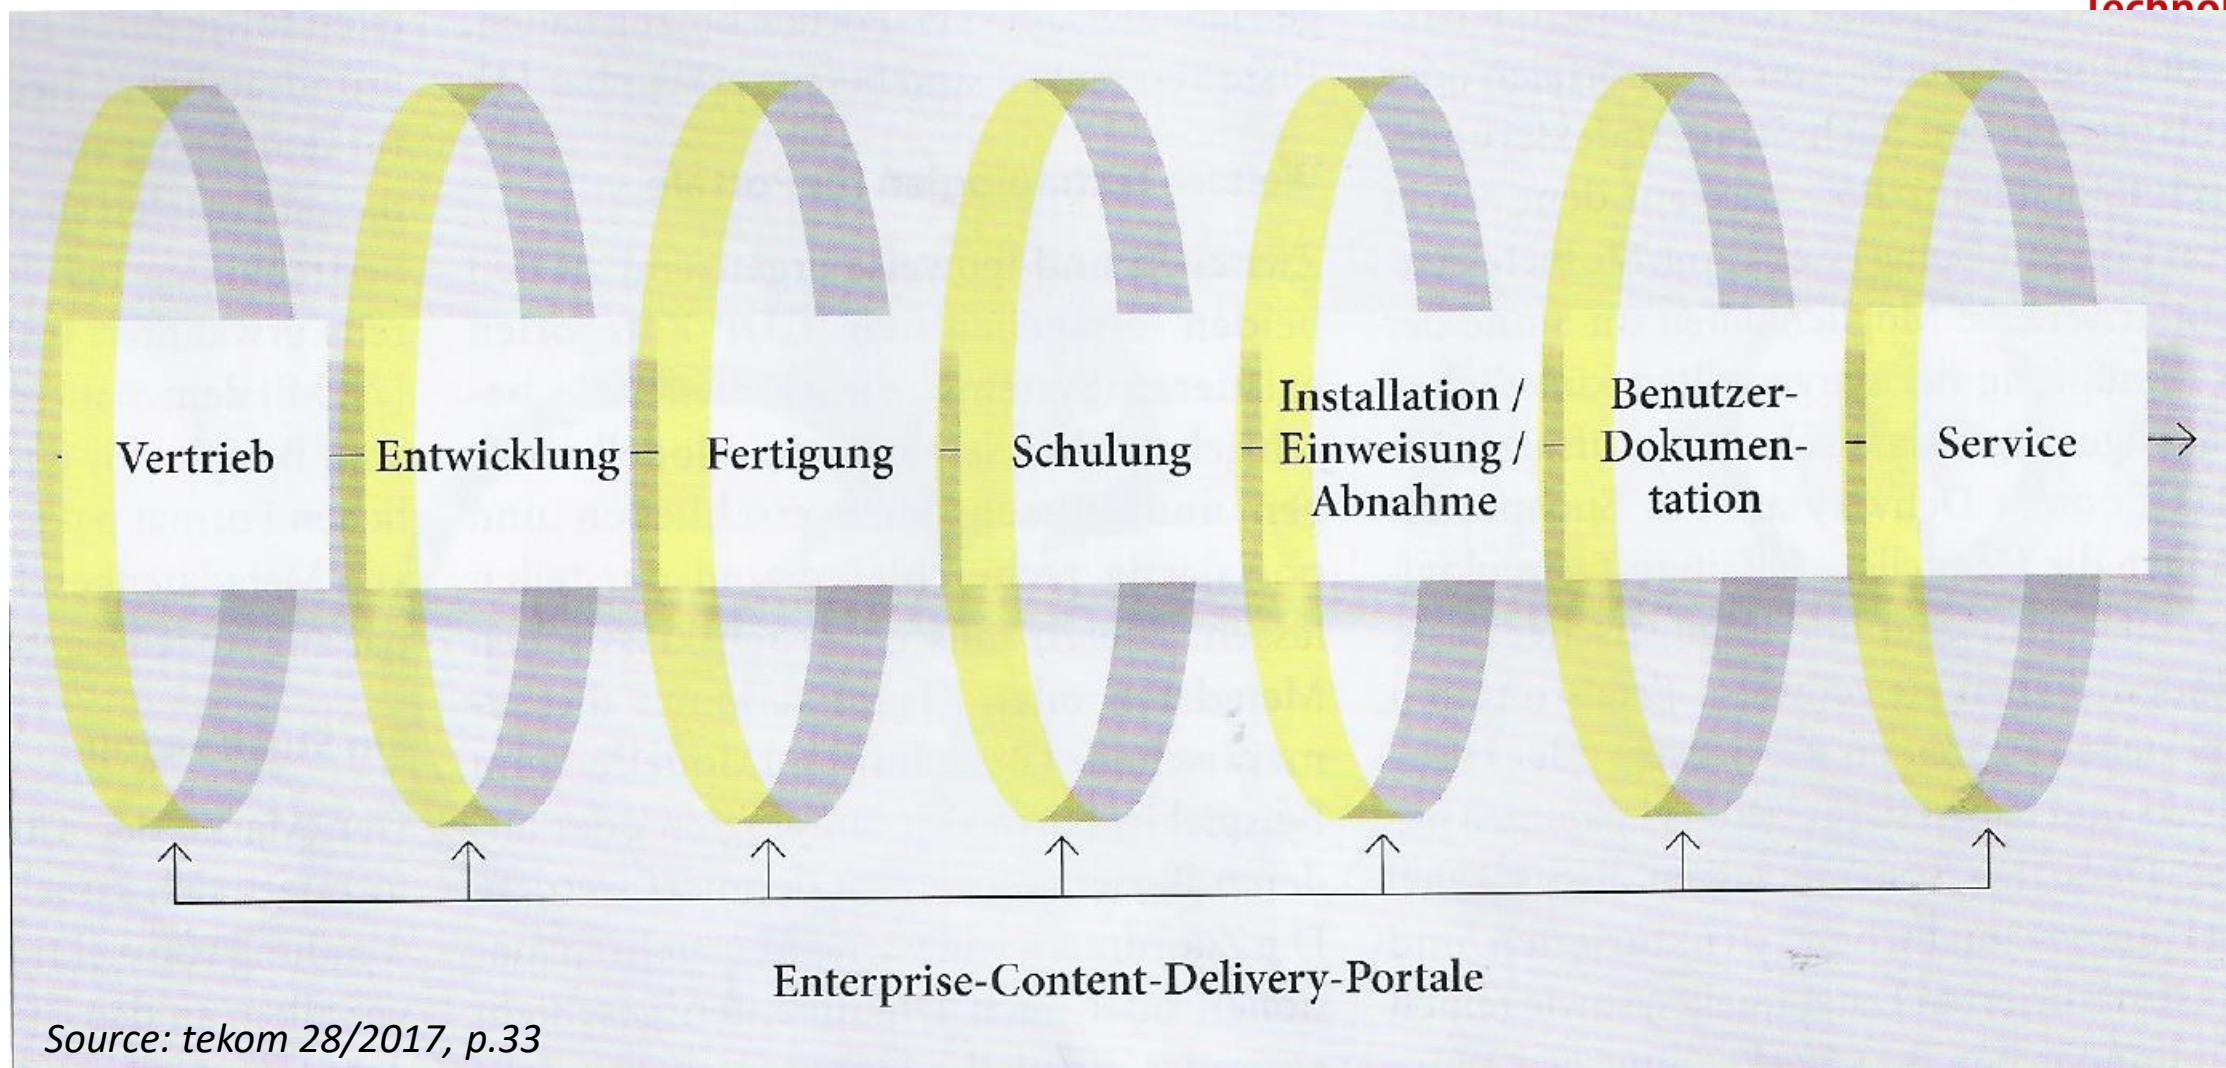 Vertrieb
Entwicklung
Fertigung
Schulung
Installation /
Einweisung /
Abnahme
Benutzer-
Dokumen-
tation
Service
Enterprise-Content-Delivery-Portale
Source: tekom 28/2017, p.33